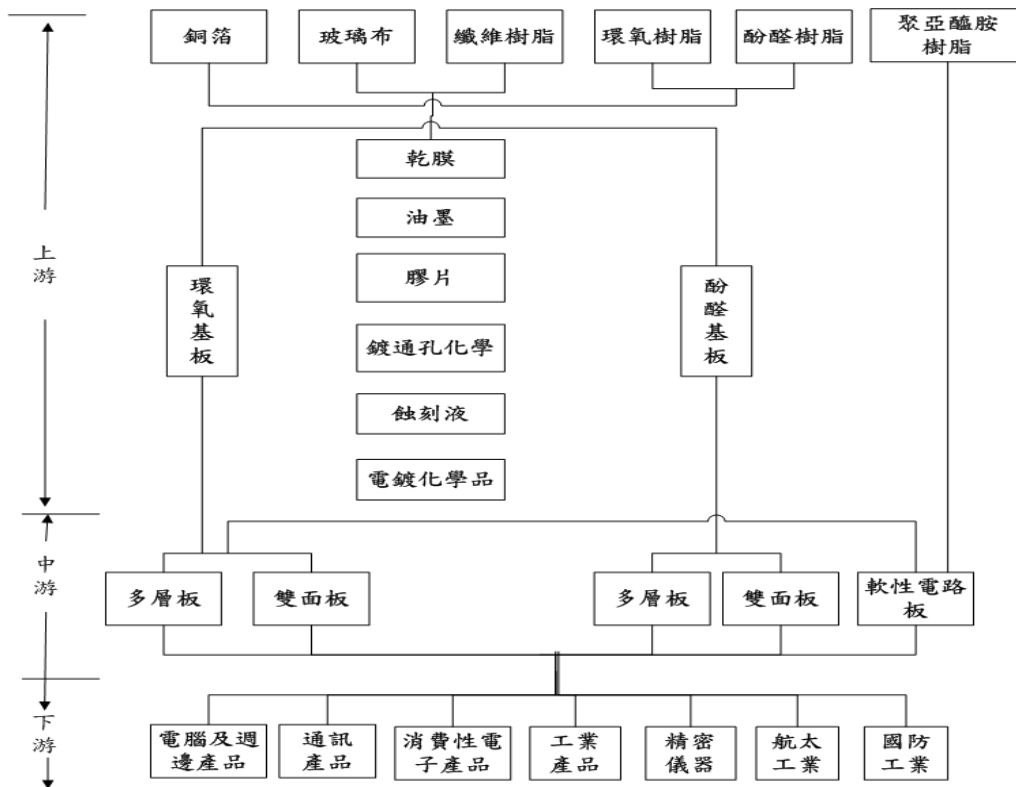 銅箔
玻璃布
纖維樹脂
環氧樹脂
酚醛樹脂
聚亞醯胺
樹脂
上游
乾膜
油墨
膠片
鍍通孔化學
蝕刻液
電鍍化學品
環氧基板
酚醛基板
中游
多層板
雙面板
多層板
雙面板
軟性電路
板
下游
電腦及週
邊產品
通訊
產品
消費性電
子產品
工業
產品
精密
儀器
航太
工業
國防
工業